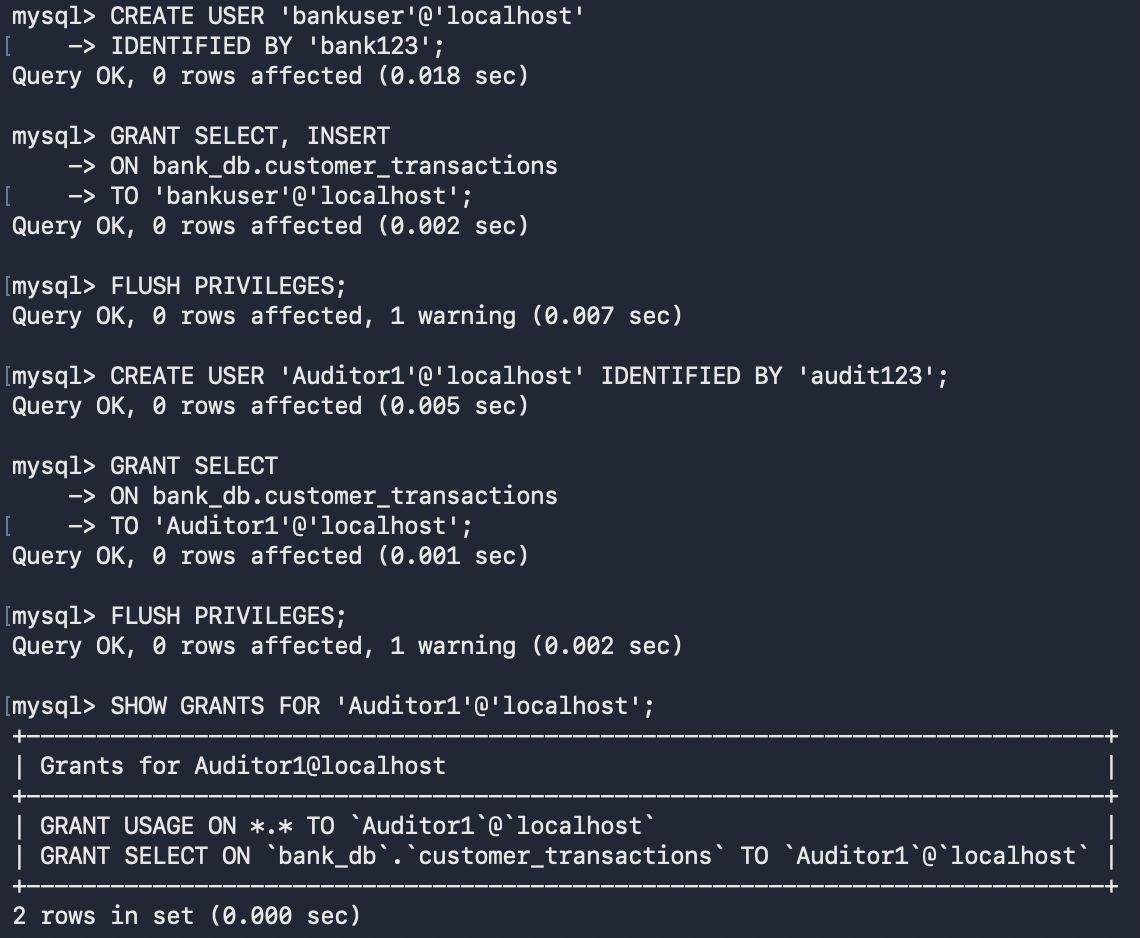 mysql> CREATE USER 'bankuser'@'localhost'
[    -> IDENTIFIED BY 'bank123';
Query OK, 0 rows affected (0.018 sec)
mysql> GRANT SELECT, INSERT
    -> ON bank_db.customer_transactions
[    -> TO 'bankuser'@'localhost';
Query OK, 0 rows affected (0.002 sec)
[mysql> FLUSH PRIVILEGES;
Query OK, 0 rows affected, 1 warning (0.007 sec)
[mysql> CREATE USER 'Auditor1'@'localhost' IDENTIFIED BY 'audit123';
Query OK, 0 rows affected (0.005 sec)
mysql> GRANT SELECT
    -> ON bank_db.customer_transactions
[    -> TO 'Auditor1'@'localhost';
Query OK, 0 rows affected (0.001 sec)
[mysql> FLUSH PRIVILEGES;
Query OK, 0 rows affected, 1 warning (0.002 sec)
[mysql> SHOW GRANTS FOR 'Auditor1'@'localhost';
+-----------------------------------------------------------------------------+
| Grants for Auditor1@localhost                                               |
+-----------------------------------------------------------------------------+
| GRANT USAGE ON *.* TO `Auditor1`@`localhost`                                |
| GRANT SELECT ON `bank_db`.`customer_transactions` TO `Auditor1`@`localhost` |
+-----------------------------------------------------------------------------+
2 rows in set (0.000 sec)